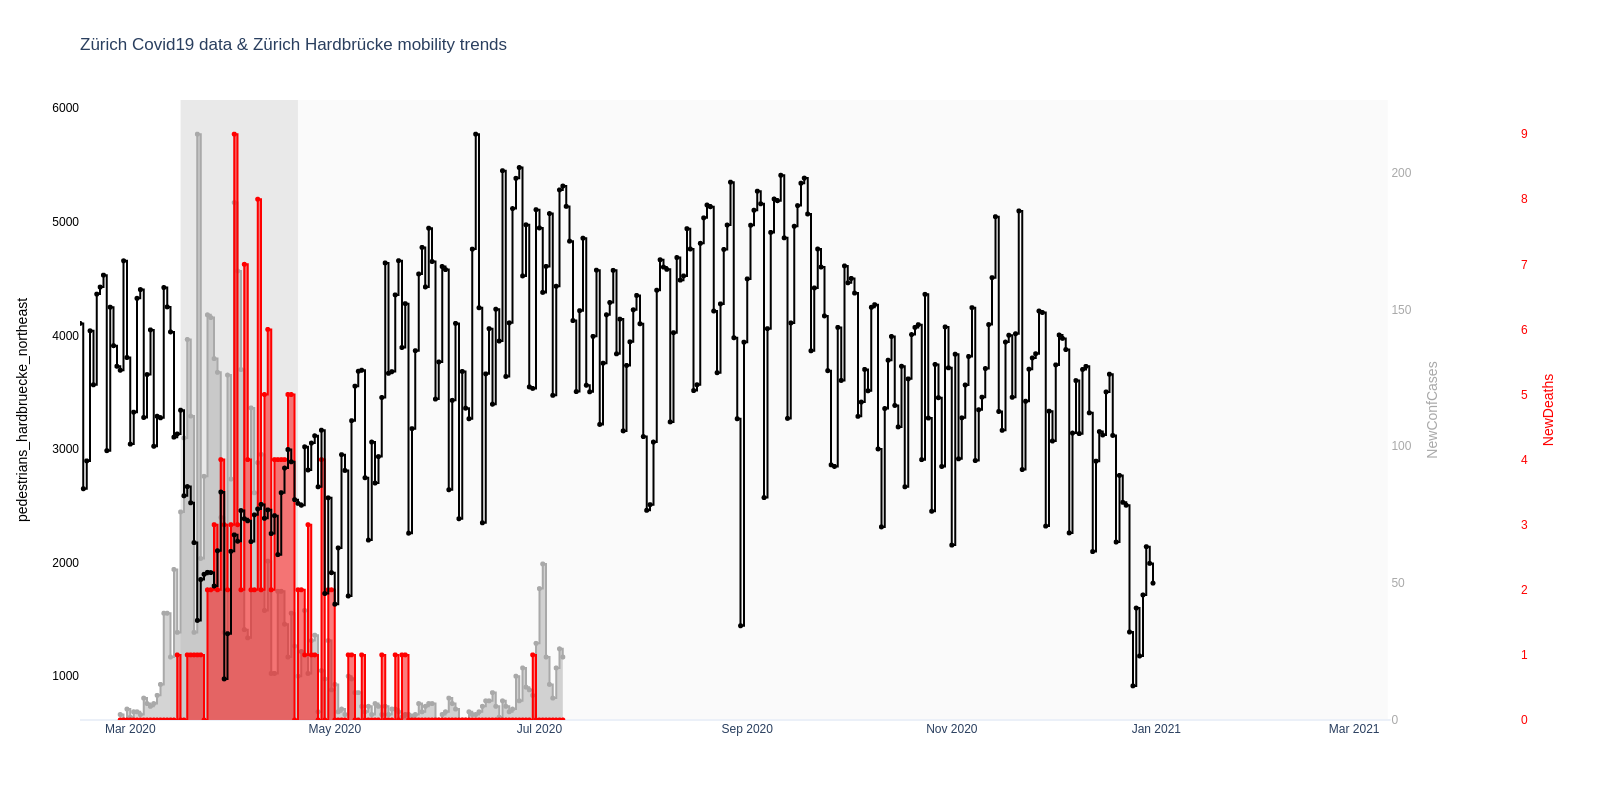 Zürich Covid19 data & Zürich Hardbrücke mobility trends
pedestrians_hardbruecke_northeast
6000
5000
4000
3000
2000
1000
Mar 2020
May 2020
Jul 2020
Sep 2020
Nov 2020
Jan 2021
Mar 2021
200
150
100
50
0
NewConfCases
9
8
7
6
5
4
3
2
1
0
NewDeaths